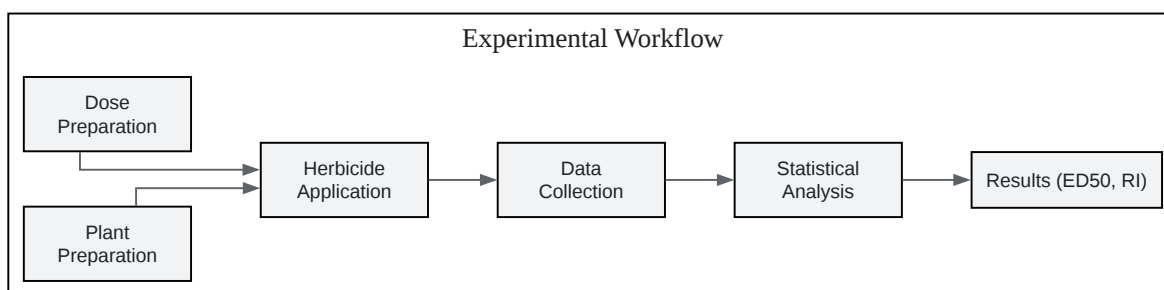 Experimental Workflow
Dose
Preparation
Plant
Preparation
Herbicide
Application
Data
Collection
Statistical
Analysis
Results (ED50, RI)